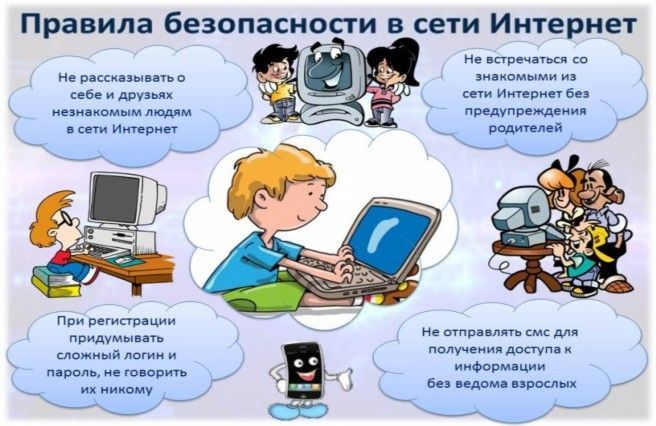 Правила безопасности в сети Интернет
Не рассказывать о
себе и друзьях
незнакомым людям
в сети Интернет
Не встречаться со
знакомыми из
сети Интернет без
предупреждения
родителей
При регистрации
придумывать
сложный логин и
пароль, не говорить
их никому
Не отправлять смс для
получения доступа к
информации
без ведома взрослых